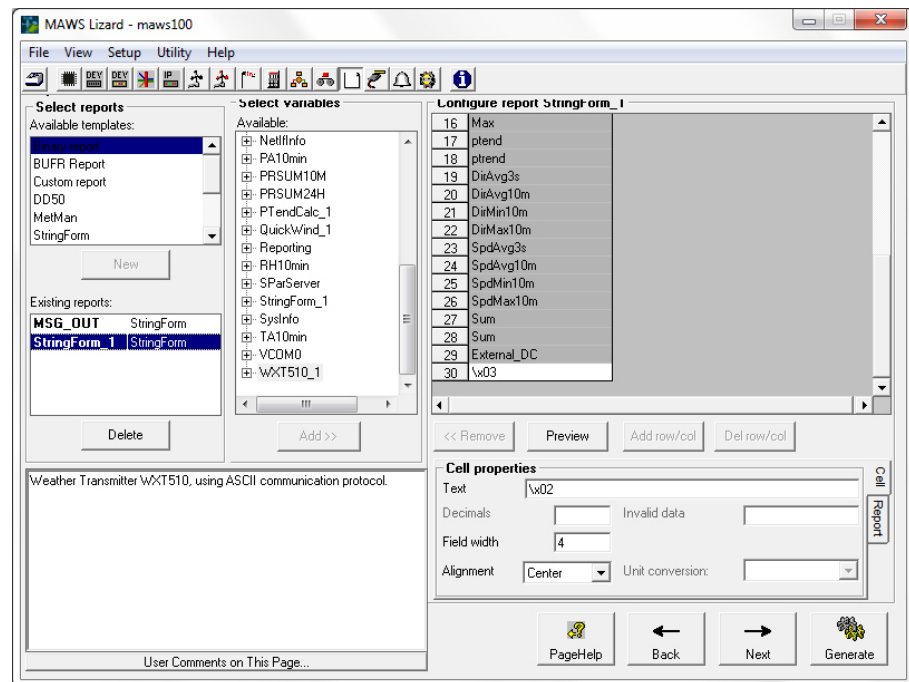 MAWS Lizard - maws100
File View Setup Utility Help
DEV DEV IP
Select reports
Available templates:
Binary report
BUFR Report
Custom report
DD50
MetMan
StringForm
New
Existing reports:
MSG_OUT StringForm
StringForm_1 StringForm
Delete
Select variables
Available:
NetIfInfo
PA10min
PRSUM10M
PRSUM24H
PTendCalc_1
QuickWind_1
Reporting
RH10min
SParServer
StringForm_1
SysInfo
TA10min
VCOM0
WXT510_1
Add >>
Configure report StringForm_1
16 Max
17 ptend
18 ptrend
19 DirAvg3s
20 DirAvg10m
21 DirMin10m
22 DirMax10m
23 SpdAvg3s
24 SpdAvg10m
25 SpdMin10m
26 SpdMax10m
27 Sum
28 Sum
29 External_DC
30 \x03
<< Remove Preview Add row/col Del row/col
Weather Transmitter WXT510, using ASCII communication protocol.
User Comments on This Page...
Cell properties
Text \x02
Decimals Invalid data
Field width 4
Alignment Center Unit conversion:
Cell
Report
PageHelp Back Next Generate